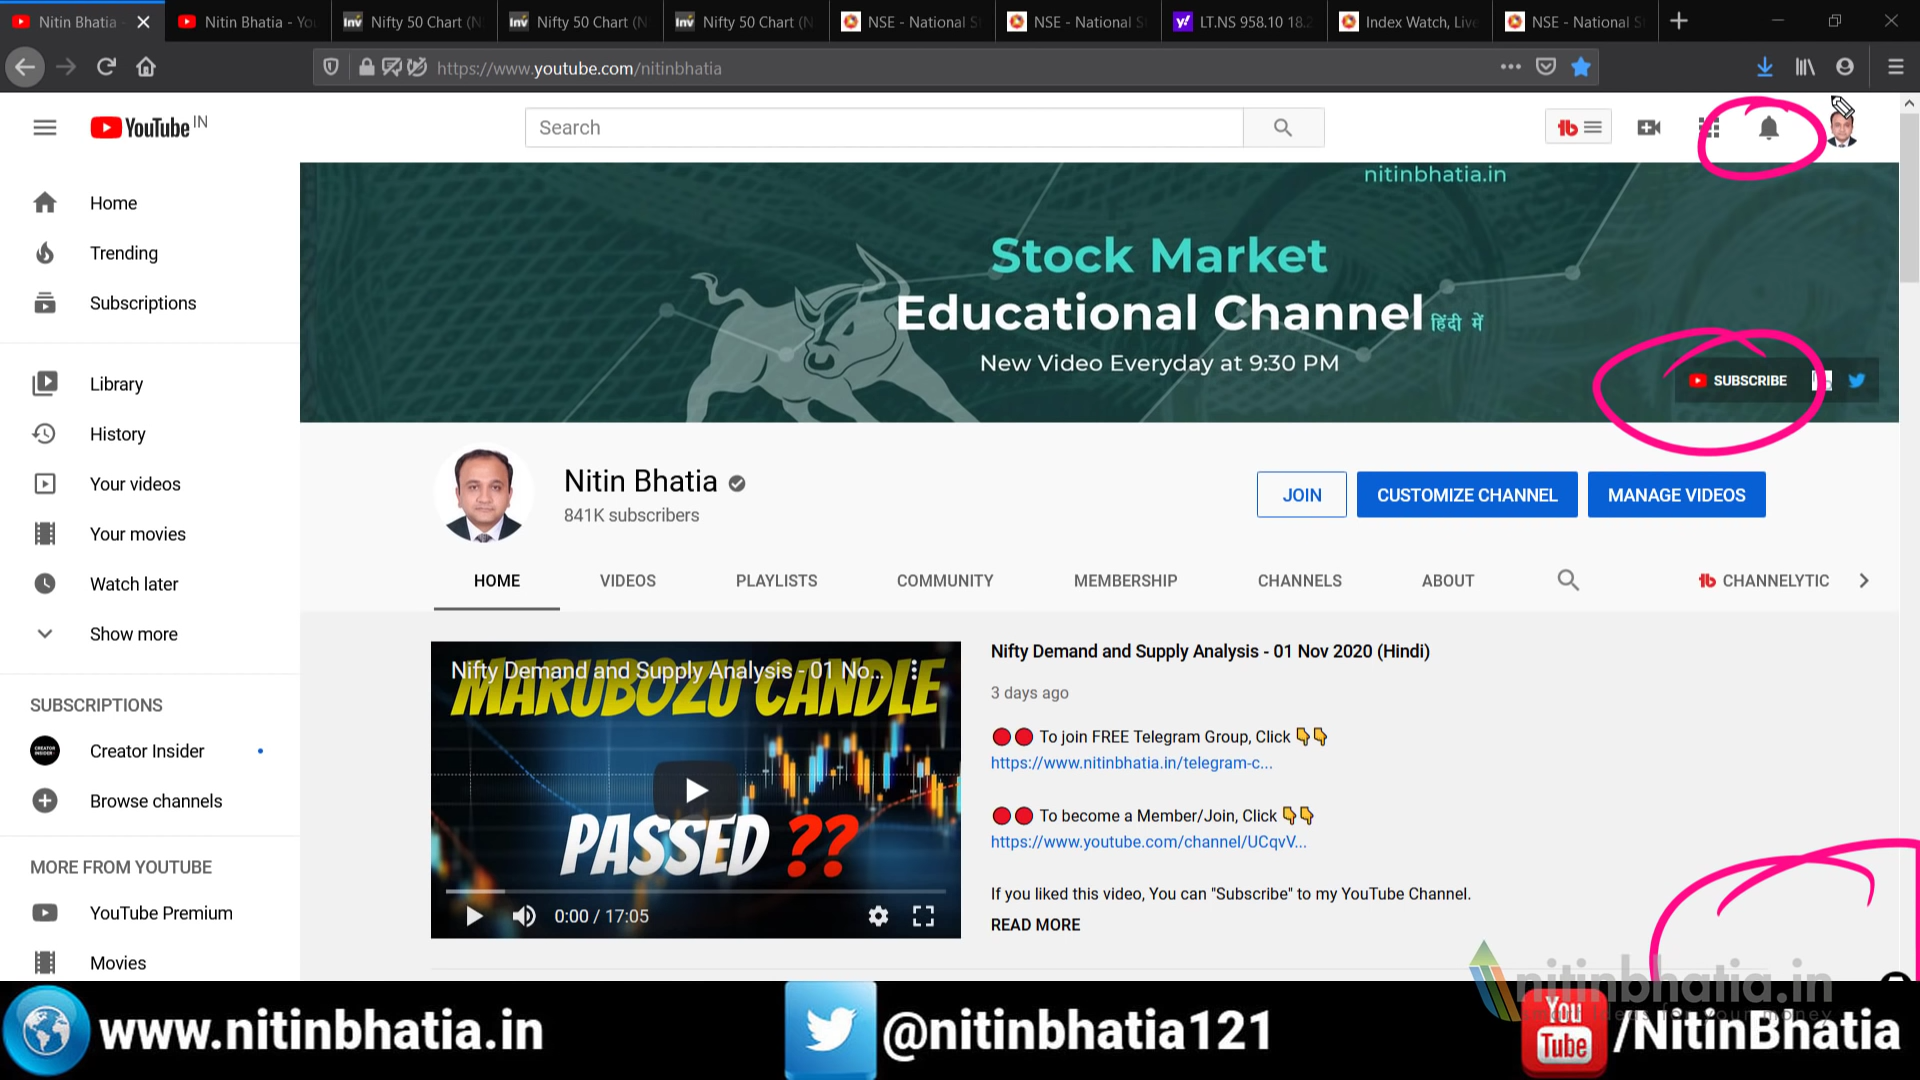 Nitin Bhatia -
Nitin Bhatia - Yo
Nifty 50 Chart (N
Nifty 50 Chart (N
Nifty 50 Chart (N
NSE - National S
NSE - National S
LT.NS 958.10 18.2
Index Watch, Live
NSE - National S
https://www.youtube.com/nitinbhatia
YouTube IN
Search
Home
Trending
Subscriptions
Library
History
Your videos
Your movies
Watch later
Show more
SUBSCRIPTIONS
Creator Insider
Browse channels
MORE FROM YOUTUBE
YouTube Premium
Movies
nitinbhatia.in
Stock Market
Educational Channel हिंदी में
New Video Everyday at 9:30 PM
SUBSCRIBE
Nitin Bhatia
841K subscribers
JOIN
CUSTOMIZE CHANNEL
MANAGE VIDEOS
HOME
VIDEOS
PLAYLISTS
COMMUNITY
MEMBERSHIP
CHANNELS
ABOUT
CHANNELYTIC
Nifty Demand and Supply Analysis - 01 No...
MARUBOZU CANDLE
PASSED ??
0:00 / 17:05
Nifty Demand and Supply Analysis - 01 Nov 2020 (Hindi)
3 days ago
To join FREE Telegram Group, Click
https://www.nitinbhatia.in/telegram-c...
To become a Member/Join, Click
https://www.youtube.com/channel/UCqvV...
If you liked this video, You can "Subscribe" to my YouTube Channel.
READ MORE
nitinbhatia.in
smart ideas for your money
www.nitinbhatia.in
@nitinbhatia121
You
Tube
/NitinBhatia